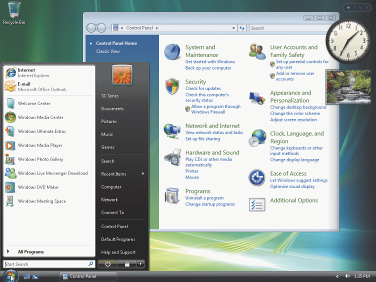 Recycle Bin
Control Panel
Search
Control Panel Home
Classic View
System and
Maintenance
Get started with Windows
Back up your computer
Security
Check for updates
Check this computer's
security status
Allow a program through
Windows Firewall
Network and Internet
View network status and tasks
Set up file sharing
Hardware and Sound
Play CDs or other media
automatically
Printer
Mouse
Programs
Uninstall a program
Change startup programs
User Accounts and
Family Safety
Set up parental controls for
any user
Add or remove user
accounts
Appearance and
Personalization
Change desktop background
Change the color scheme
Adjust screen resolution
Clock, Language, and
Region
Change keyboards or other
input methods
Change display language
Ease of Access
Let Windows suggest settings
Optimize visual display
Additional Options
Internet
Internet Explorer
E-mail
Microsoft Office Outlook
Welcome Center
Windows Media Center
Windows Ultimate Extras
Windows Media Player
Windows Photo Gallery
Windows Live Messenger Download
Windows DVD Maker
Windows Meeting Space
All Programs
Start Search
Documents
Pictures
Music
Games
Search
Recent Items
Computer
Network
Connect To
Control Panel
Default Programs
Help and Support
Control Panel